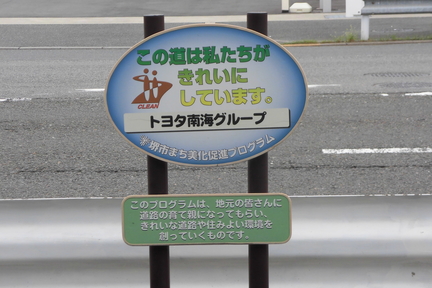 この道は私たちが
きれいに
しています。
CLEAN
トヨタ南海グループ
堺市まち美化促進プログラム
このプログラムは、地元の皆さんに
道路の育て親になってもらい、
きれいな道路や住みよい環境を
創っていくものです。